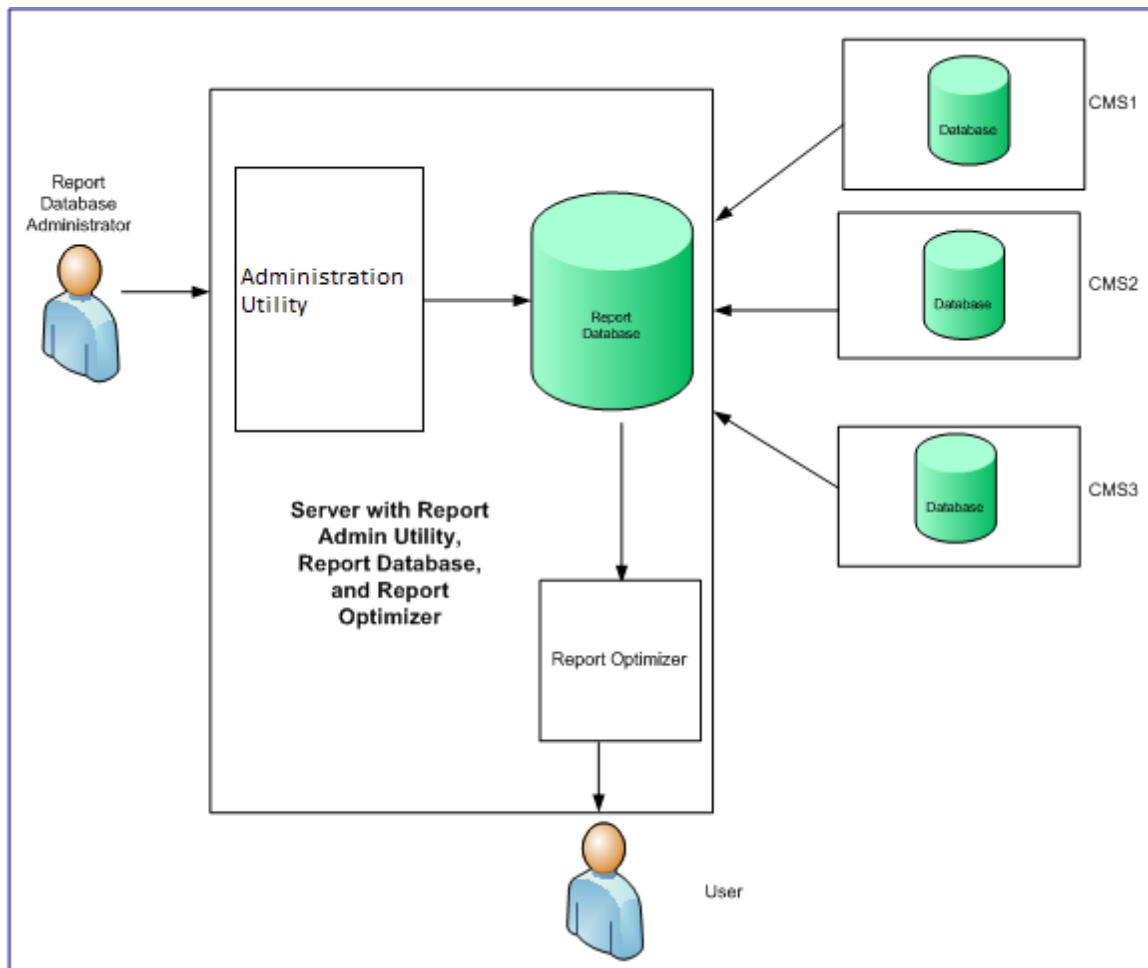 Report
Database
Administrator
Administration
Utility
Report
Database
Server with Report
Admin Utility,
Report Database,
and Report
Optimizer
Report Optimizer
User
Database
CMS1
Database
CMS2
Database
CMS3